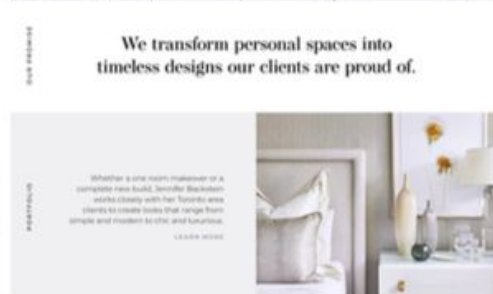 OUR PROMISE
We transform personal spaces into
timeless designs our clients are proud of.
PORTFOLIO
Whether a one room makeover or a
complete new build, Jennifer Backstein
works closely with her Toronto area
clients to create looks that range from
simple and modern to chic and luxurious.
LEARN MORE